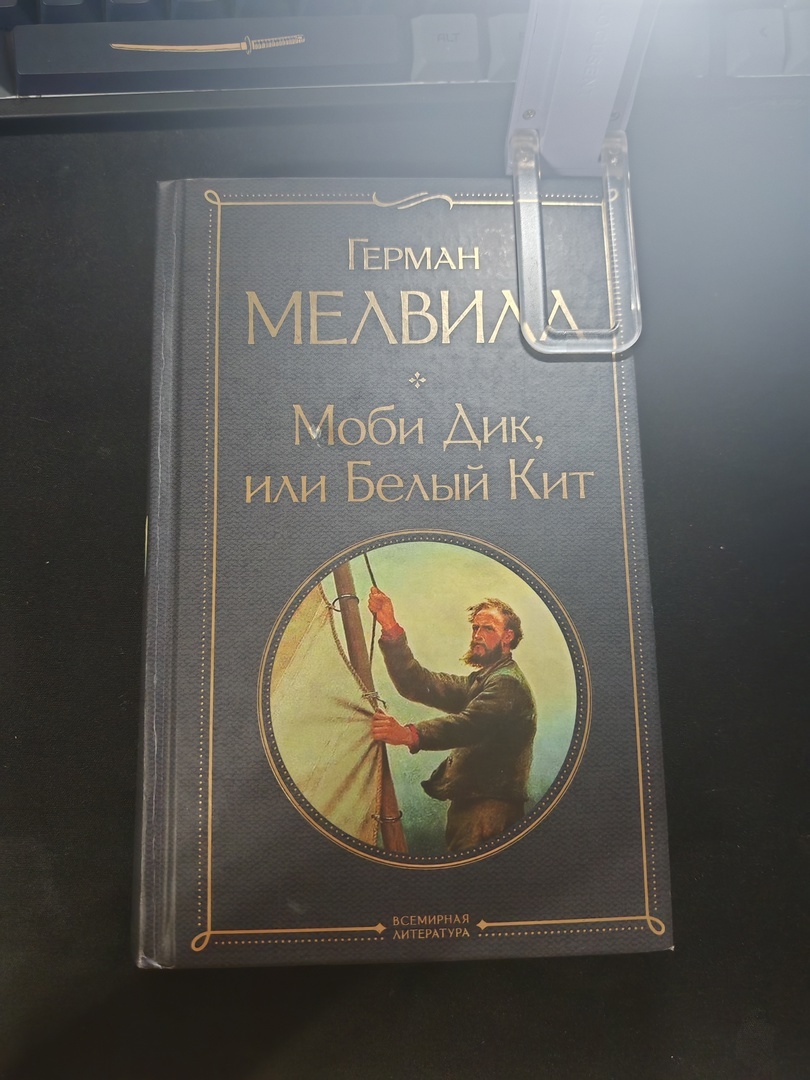 Герман
МЕЛВИЛЛ
Моби Дик,
или Белый Кит
ВСЕМИРНАЯ
ЛИТЕРАТУРА